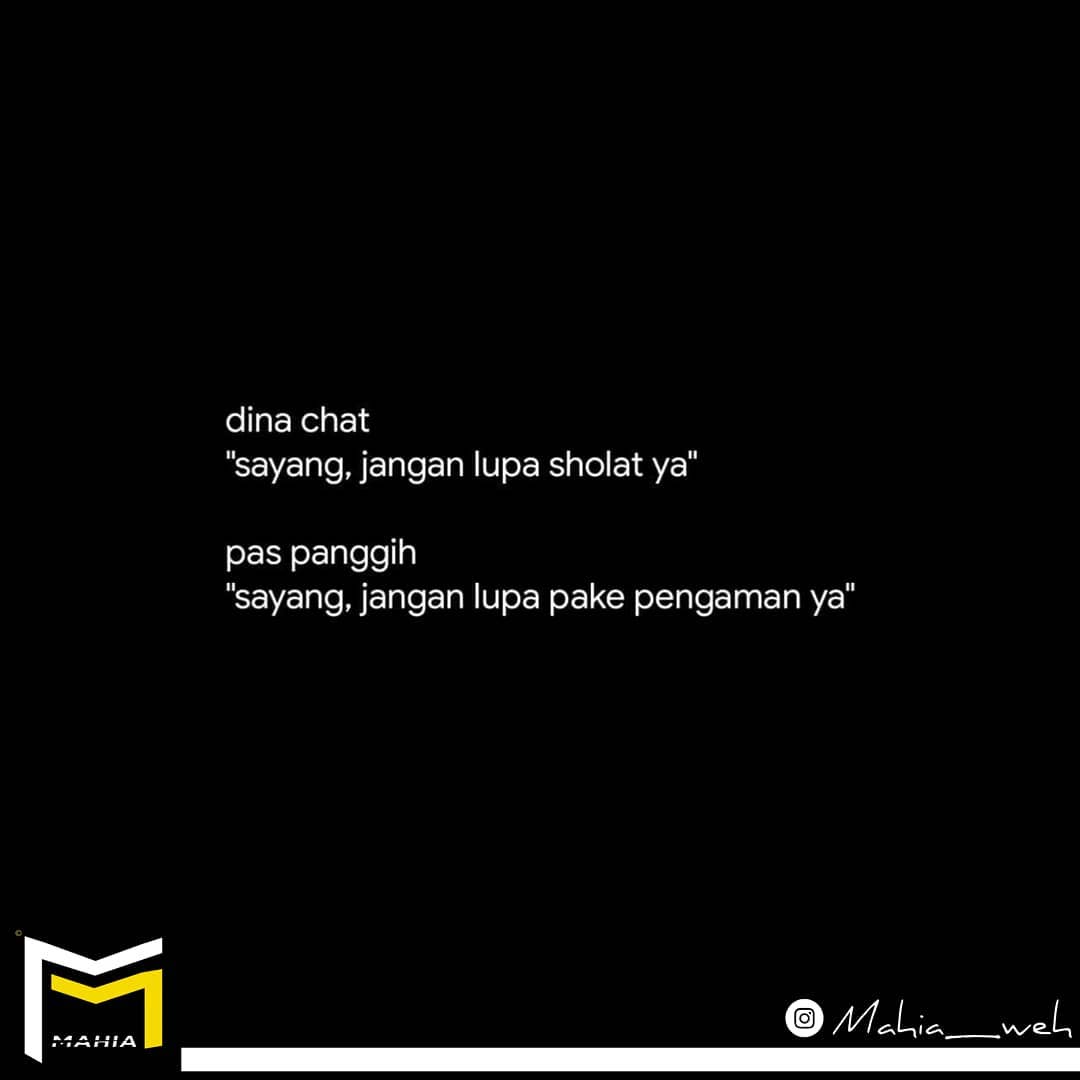 dina chat
"sayang, jangan lupa sholat ya"
pas panggih
"sayang, jangan lupa pake pengaman ya"
©
MAHIA
Mahia__weh